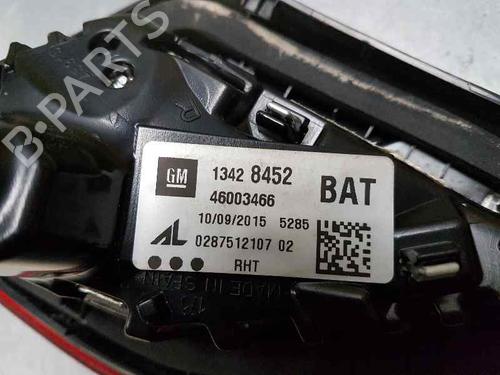 B-PARTS
R
GM
1342 8452
46003466
BAT
10/09/2015 5285
AL 0287512107 02
RHT
MADE IN SPAIN